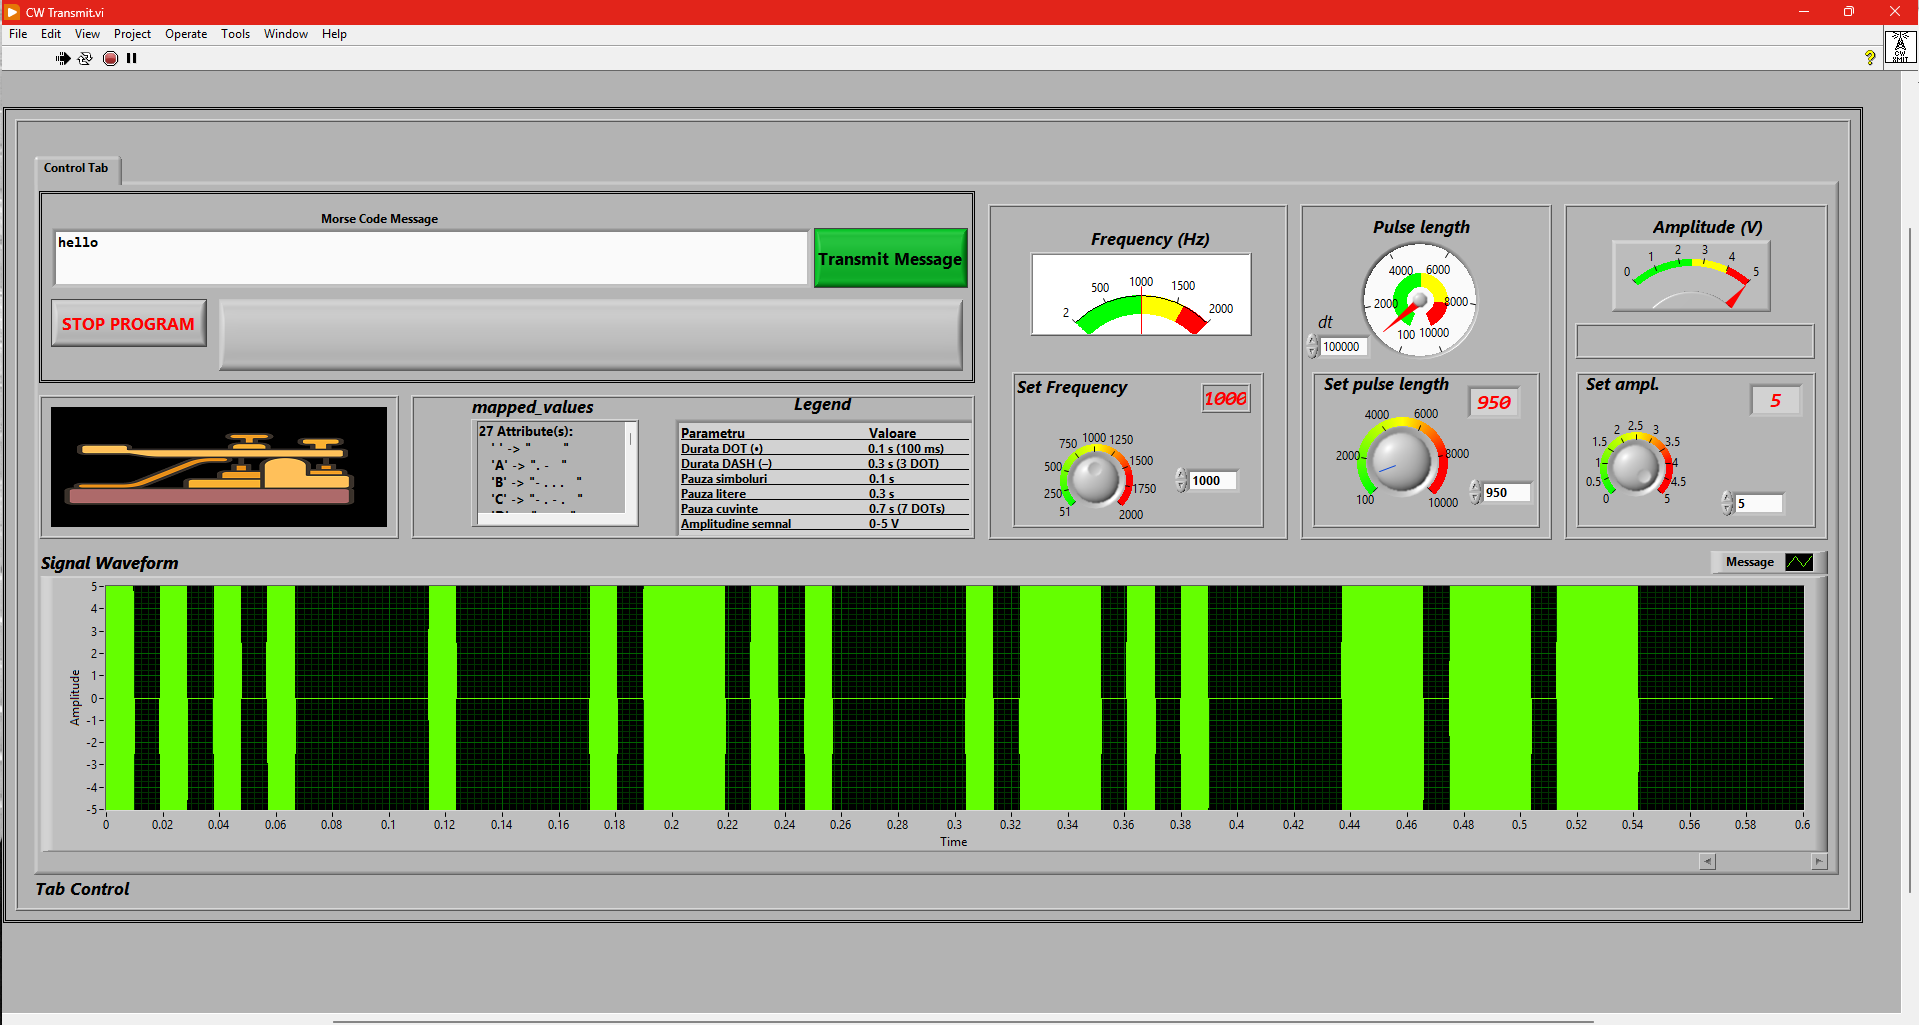 CW Transmit.vi
File Edit View Project Operate Tools Window Help
?
CW
XMIT
Control Tab
Morse Code Message
hello
Transmit Message
STOP PROGRAM
mapped_values
27 Attribute(s):
' ' -> "       "
'A' -> ". -   "
'B' -> "- . . .   "
'C' -> "- . - .   "
Legend
Parametru Valoare
Durata DOT (•) 0.1 s (100 ms)
Durata DASH (–) 0.3 s (3 DOT)
Pauza simboluri 0.1 s
Pauza litere 0.3 s
Pauza cuvinte 0.7 s (7 DOTs)
Amplitudine semnal 0-5 V
Frequency (Hz)
2 500 1000 1500 2000
Set Frequency
1000
51 250 500 750 1000 1250 1500 1750 2000
1000
Pulse length
100 2000 4000 6000 8000 10000
dt
100000
Set pulse length
950
100 2000 4000 6000 8000 10000
950
Amplitude (V)
0 1 2 3 4 5
Set ampl.
5
0 0.5 1 1.5 2 2.5 3 3.5 4 4.5 5
5
Signal Waveform
Message
Amplitude
5
4
3
2
1
0
-1
-2
-3
-4
-5
0 0.02 0.04 0.06 0.08 0.1 0.12 0.14 0.16 0.18 0.2 0.22 0.24 0.26 0.28 0.3 0.32 0.34 0.36 0.38 0.4 0.42 0.44 0.46 0.48 0.5 0.52 0.54 0.56 0.58 0.6
Time
Tab Control